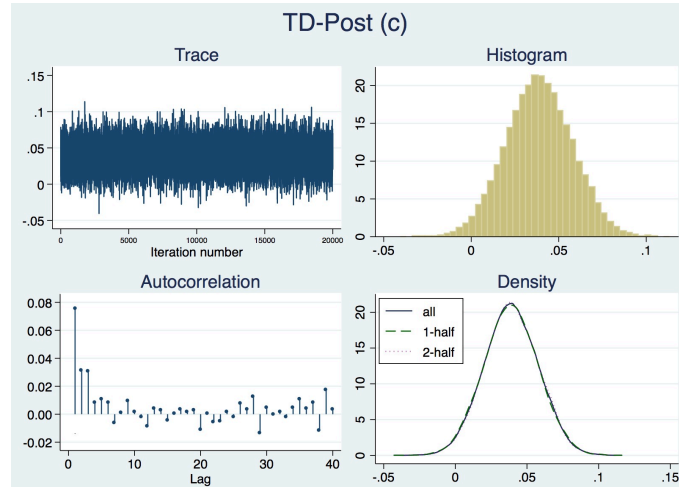 TD-Post (c)
Trace
.15
.1
.05
0
-.05
0 5000 10000 15000 20000
Iteration number
Histogram
20
15
10
5
0
-.05 0 .05 .1
Autocorrelation
0.08
0.06
0.04
0.02
0.00
-0.02
0 10 20 30 40
Lag
Density
all
1-half
2-half
20
15
10
5
0
-.05 0 .05 .1 .15